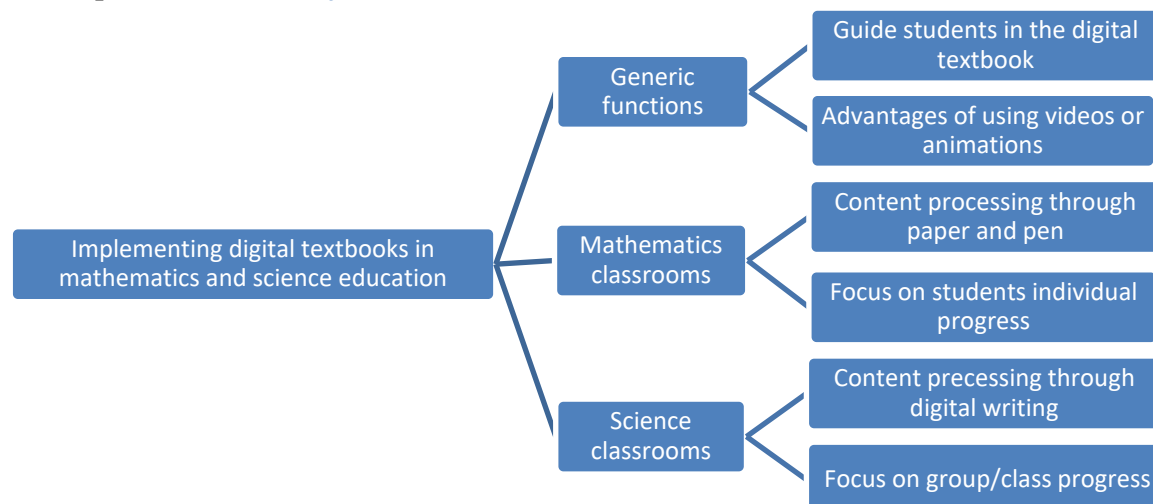 Implementing digital textbooks in
mathematics and science education
Generic
functions
Guide students in the digital
textbook
Advantages of using videos or
animations
Mathematics
classrooms
Content processing through
paper and pen
Focus on students individual
progress
Science
classrooms
Content precessing through
digital writing
Focus on group/class progress